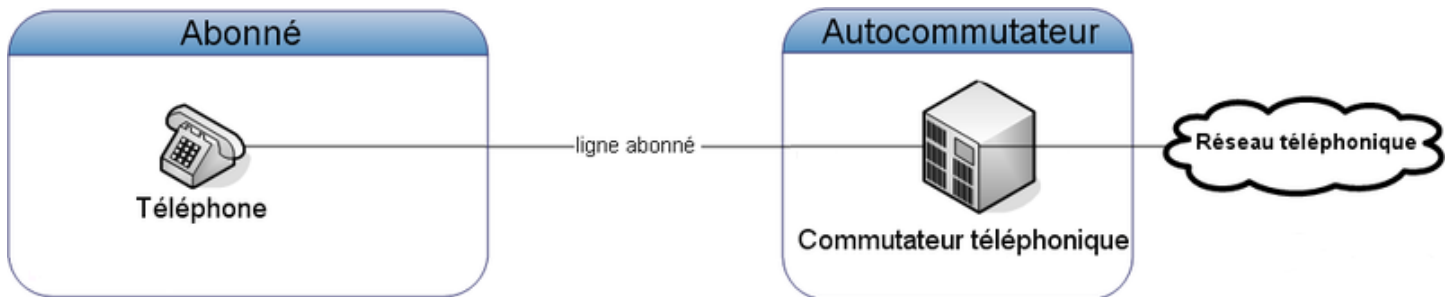 Abonné
Autocommutateur
Téléphone
ligne abonné
Commutateur téléphonique
Réseau téléphonique